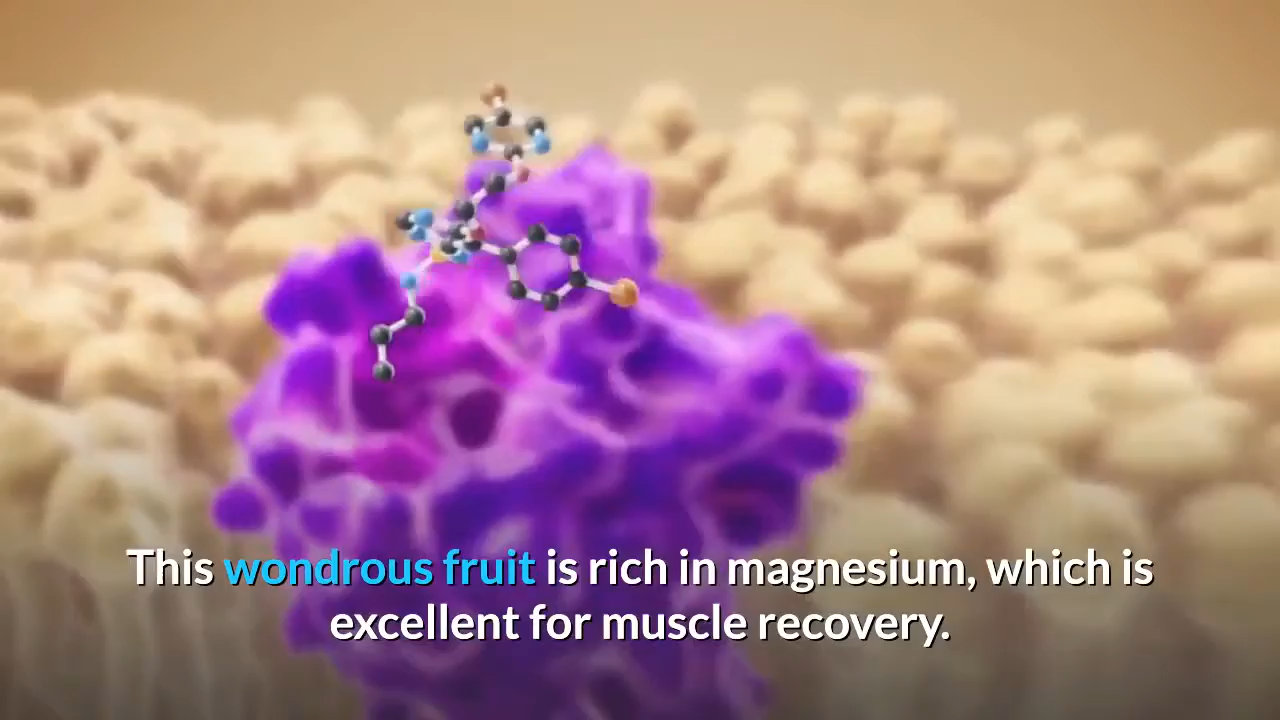 This wondrous fruit is rich in magnesium, which is
excellent for muscle recovery.